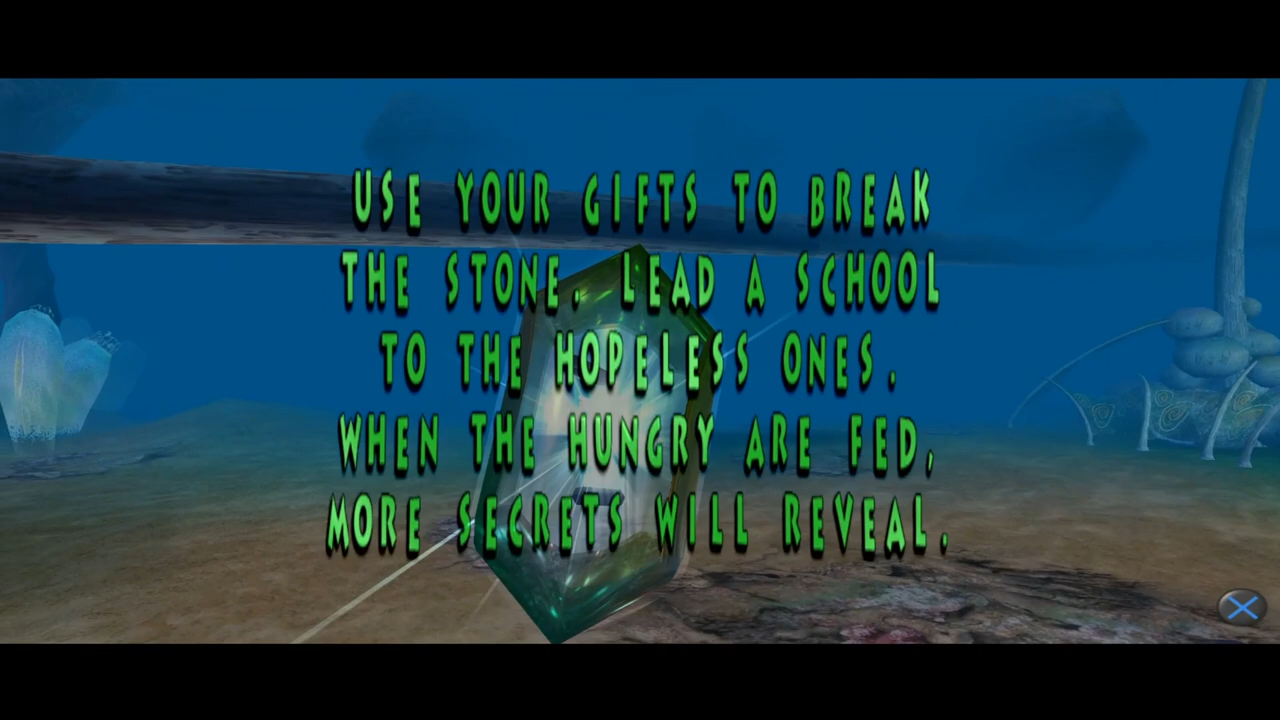 USE YOUR GIFTS TO BREAK
THE STONE. LEAD A SCHOOL
TO THE HOPELESS ONES.
WHEN THE HUNGRY ARE FED,
MORE SECRETS WILL REVEAL.